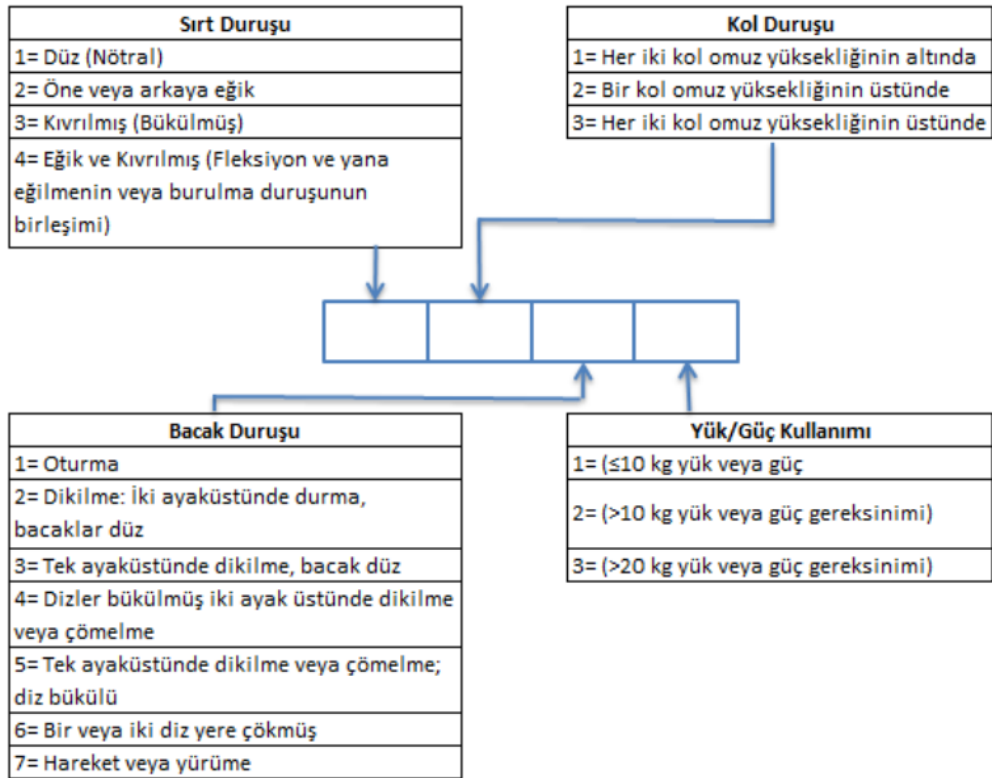 Sırt Duruşu
1= Düz (Nötral)
2= Öne veya arkaya eğik
3= Kıvrılmış (Bükülmüş)
4= Eğik ve Kıvrılmış (Fleksiyon ve yana
eğilmenin veya burulma duruşunun
birleşimi)
Kol Duruşu
1= Her iki kol omuz yüksekliğinin altında
2= Bir kol omuz yüksekliğinin üstünde
3= Her iki kol omuz yüksekliğinin üstünde
Bacak Duruşu
1= Oturma
2= Dikilme: İki ayaküstünde durma,
bacaklar düz
3= Tek ayaküstünde dikilme, bacak düz
4= Dizler bükülmüş iki ayak üstünde dikilme
veya çömelme
5= Tek ayaküstünde dikilme veya çömelme;
diz bükülü
6= Bir veya iki diz yere çökmüş
7= Hareket veya yürüme
Yük/Güç Kullanımı
1= (≤10 kg yük veya güç
2= (>10 kg yük veya güç gereksinimi)
3= (>20 kg yük veya güç gereksinimi)